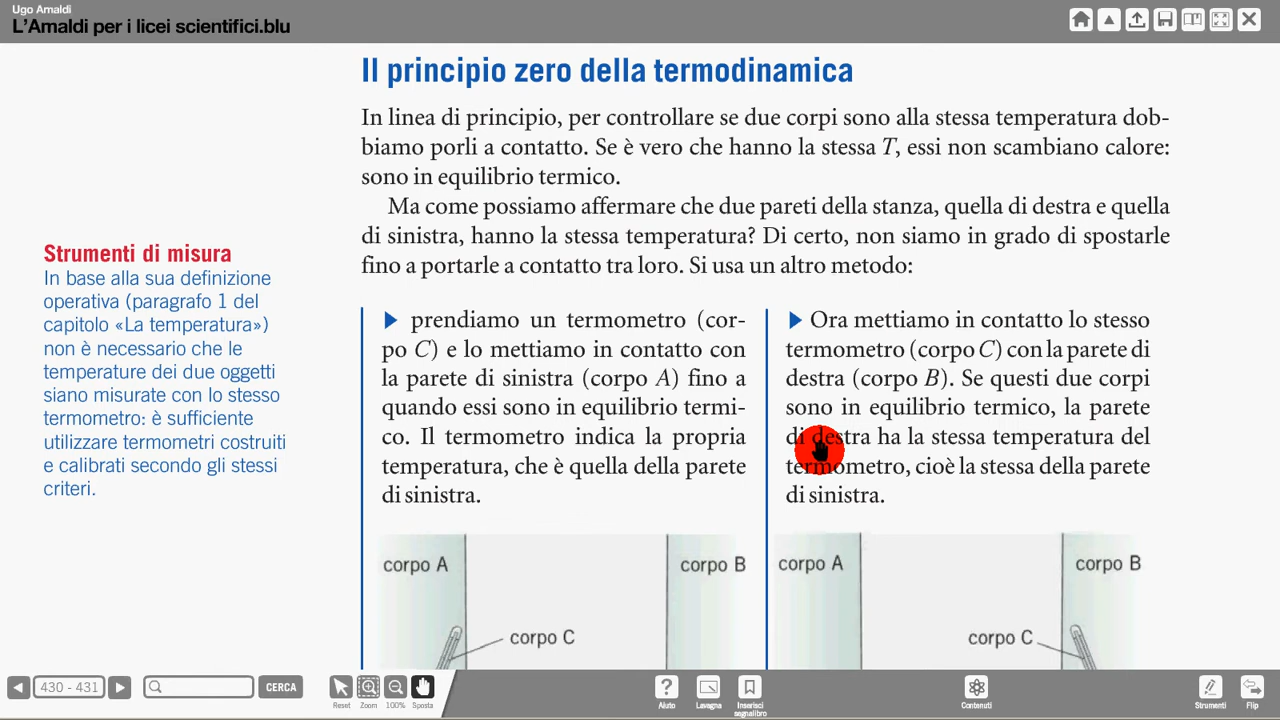 Ugo Amaldi
L'Amaldi per i licei scientifici.blu
Il principio zero della termodinamica
In linea di principio, per controllare se due corpi sono alla stessa temperatura dob-
biamo porli a contatto. Se è vero che hanno la stessa T, essi non scambiano calore:
sono in equilibrio termico.
Ma come possiamo affermare che due pareti della stanza, quella di destra e quella
di sinistra, hanno la stessa temperatura? Di certo, non siamo in grado di spostarle
fino a portarle a contatto tra loro. Si usa un altro metodo:
Strumenti di misura
In base alla sua definizione
operativa (paragrafo 1 del
capitolo «La temperatura»)
non è necessario che le
temperature dei due oggetti
siano misurate con lo stesso
termometro: è sufficiente
utilizzare termometri costruiti
e calibrati secondo gli stessi
criteri.
prendiamo un termometro (cor-
po C) e lo mettiamo in contatto con
la parete di sinistra (corpo A) fino a
quando essi sono in equilibrio termi-
co. Il termometro indica la propria
temperatura, che è quella della parete
di sinistra.
Ora mettiamo in contatto lo stesso
termometro (corpo C) con la parete di
destra (corpo B). Se questi due corpi
sono in equilibrio termico, la parete
di destra ha la stessa temperatura del
termometro, cioè la stessa della parete
di sinistra.
corpo A
corpo B
corpo C
corpo A
corpo B
corpo C
430 - 431
CERCA
Reset
Zoom
100%
Sposta
Aiuto
Lavagna
Inserisci
segnalibro
Contenuti
Strumenti
Flip